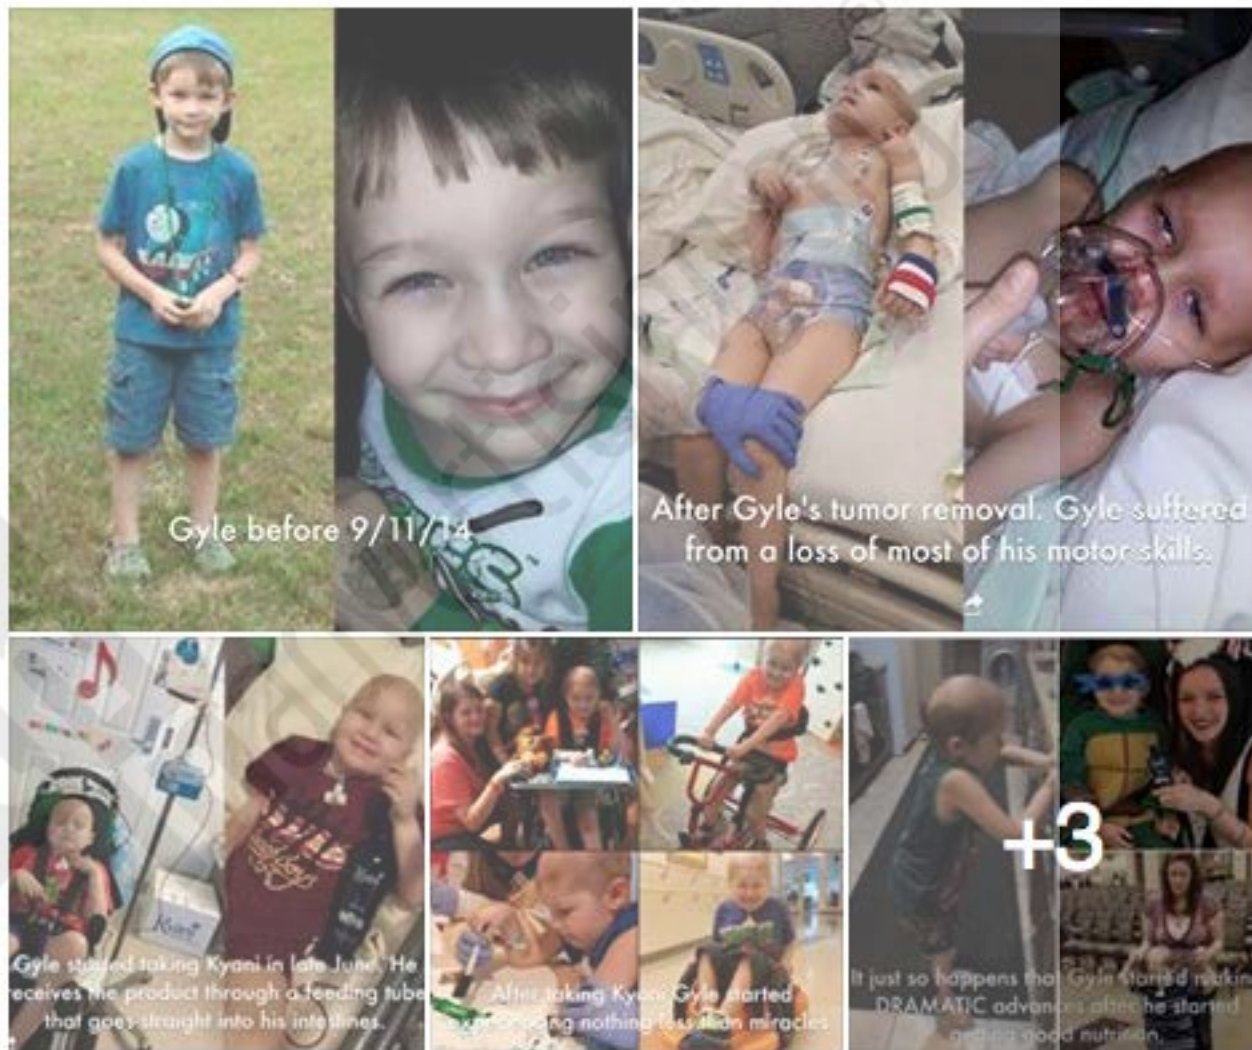 Gyle before 9/11/14
After Gyle's tumor removal. Gyle suffered
from a loss of most of his motor skills.
Kyäni
Gyle started taking Kyani in late June. He
receives the product through a feeding tube
that goes straight into his intestines.
After taking Kyani Gyle started
experiencing nothing less than miracles
+3
It just so happens that Gyle started making
DRAMATIC advances after he started
getting good nutrition.